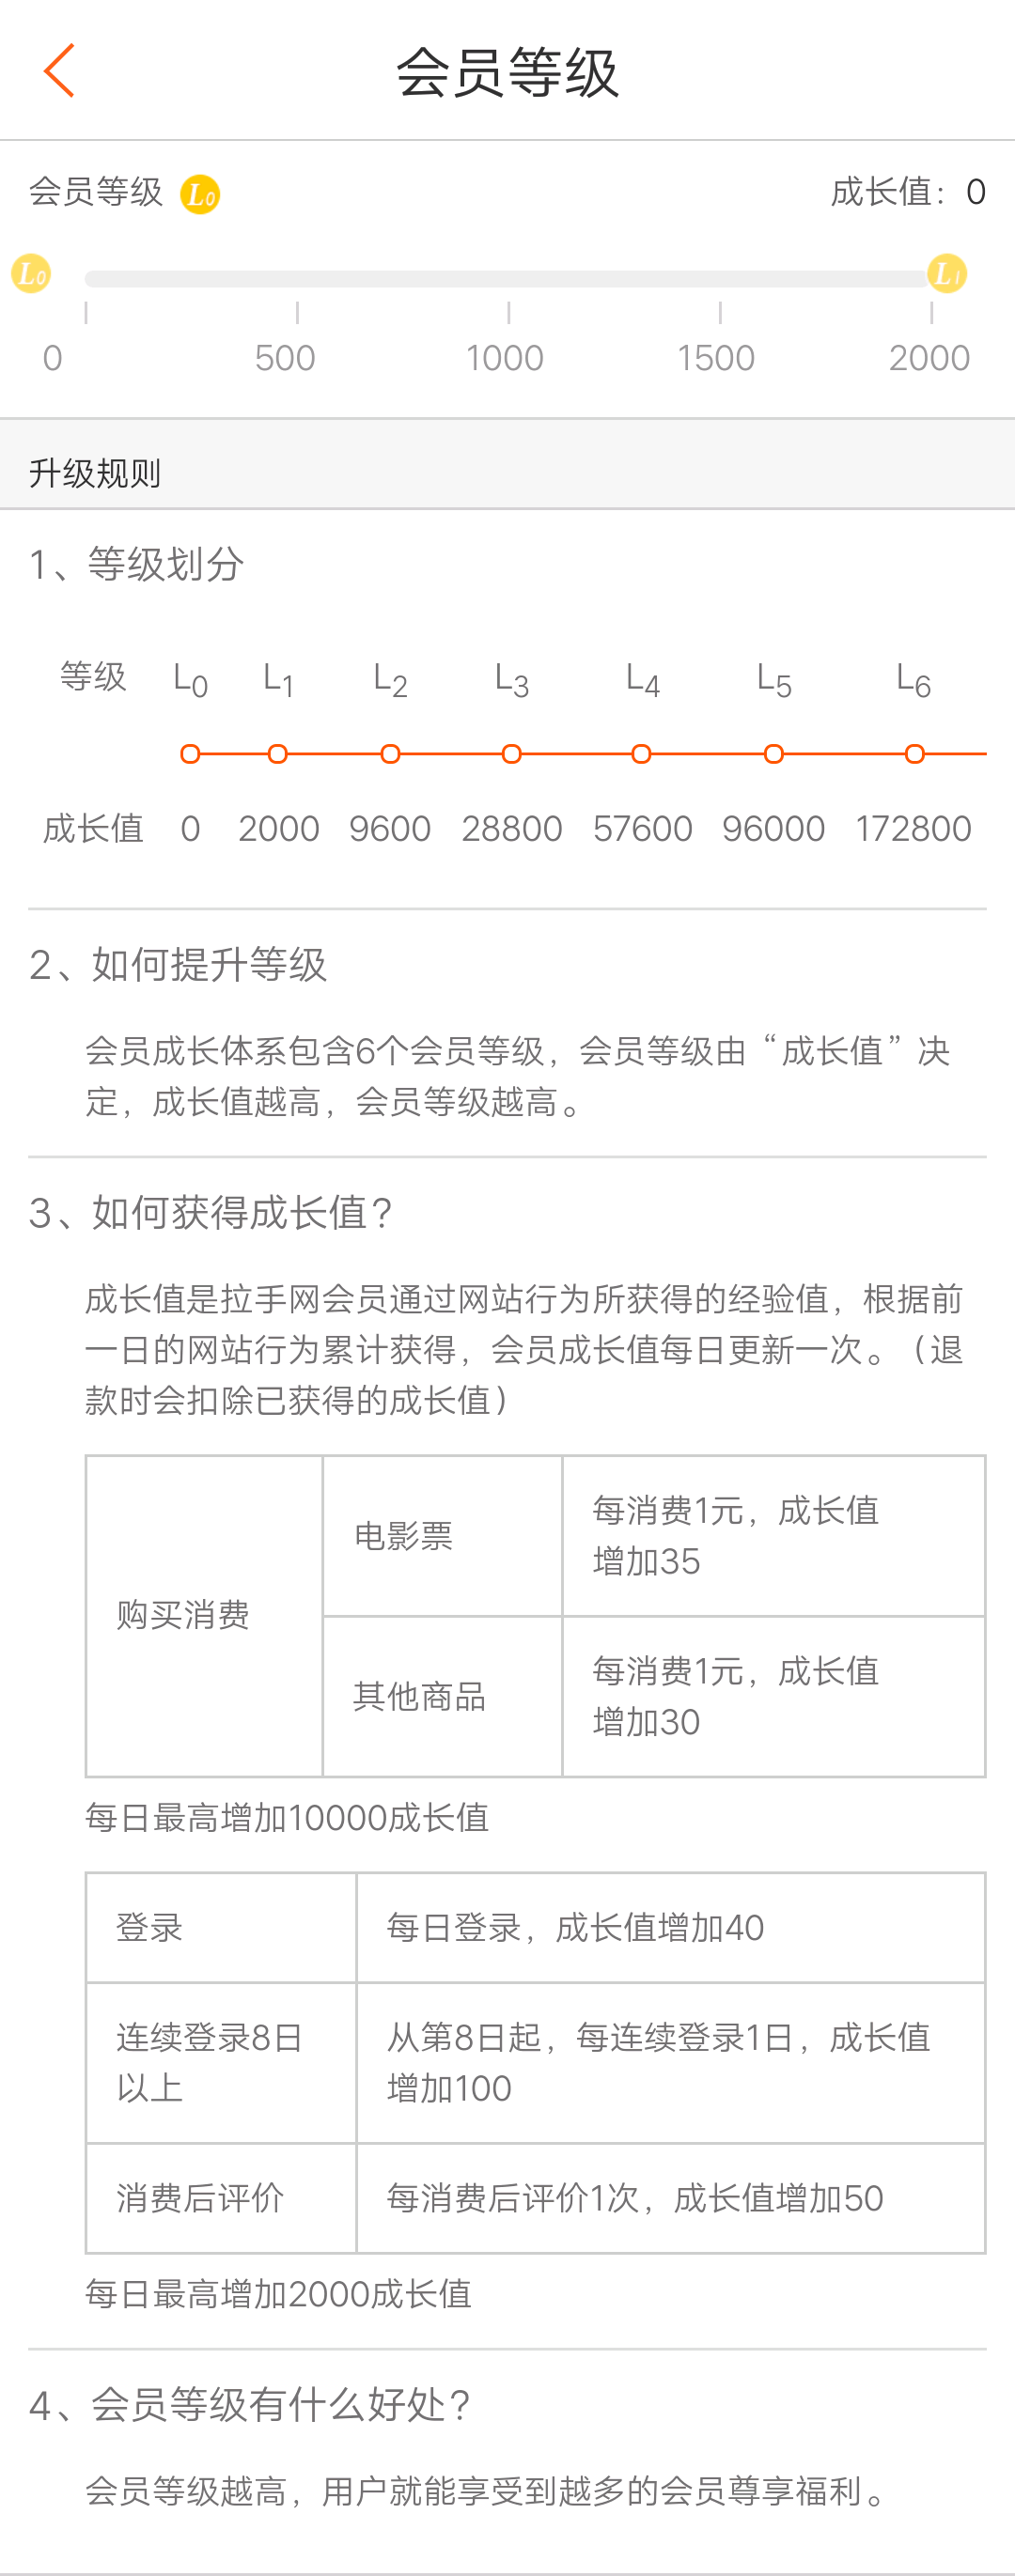 会员等级
会员等级 L0 成长值：0
L0 L1
0 500 1000 1500 2000
升级规则
1、等级划分
等级 L0 L1 L2 L3 L4 L5 L6
成长值 0 2000 9600 28800 57600 96000 172800
2、如何提升等级
会员成长体系包含6个会员等级，会员等级由“成长值”决
定，成长值越高，会员等级越高。
3、如何获得成长值？
成长值是拉手网会员通过网站行为所获得的经验值，根据前
一日的网站行为累计获得，会员成长值每日更新一次。（退
款时会扣除已获得的成长值）
购买消费
电影票
每消费1元，成长值
增加35
其他商品
每消费1元，成长值
增加30
每日最高增加10000成长值
登录 每日登录，成长值增加40
连续登录8日
以上
从第8日起，每连续登录1日，成长值
增加100
消费后评价 每消费后评价1次，成长值增加50
每日最高增加2000成长值
4、会员等级有什么好处？
会员等级越高，用户就能享受到越多的会员尊享福利。